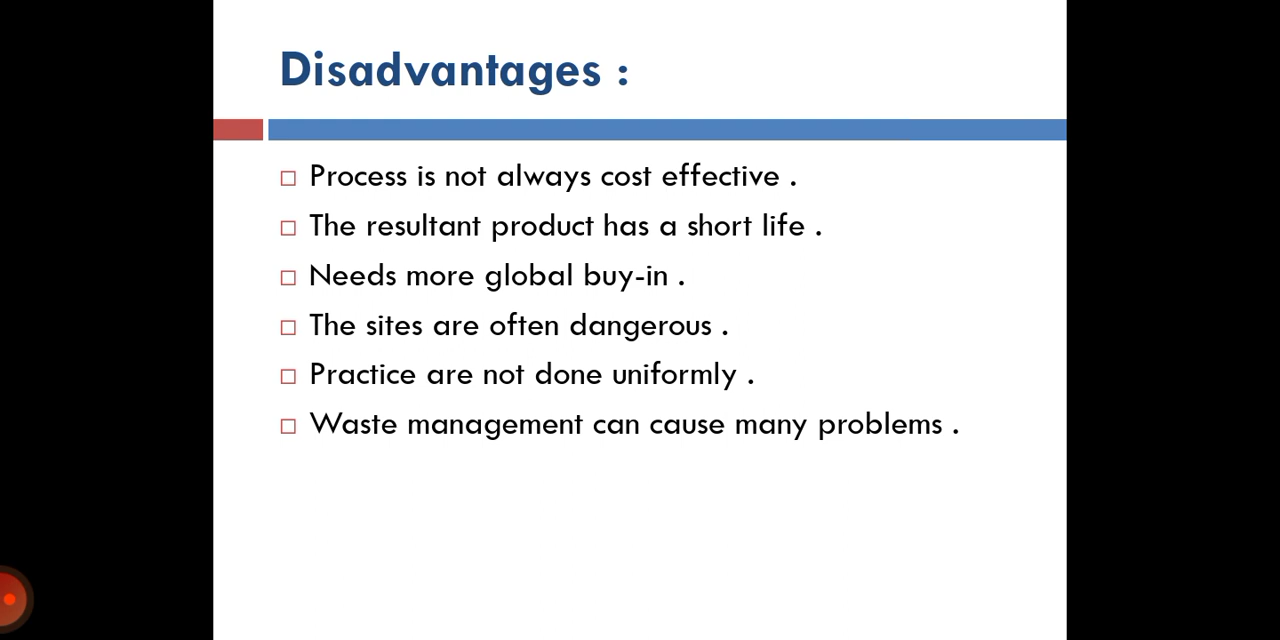 Disadvantages :
Process is not always cost effective .
The resultant product has a short life .
Needs more global buy-in .
The sites are often dangerous .
Practice are not done uniformly .
Waste management can cause many problems .